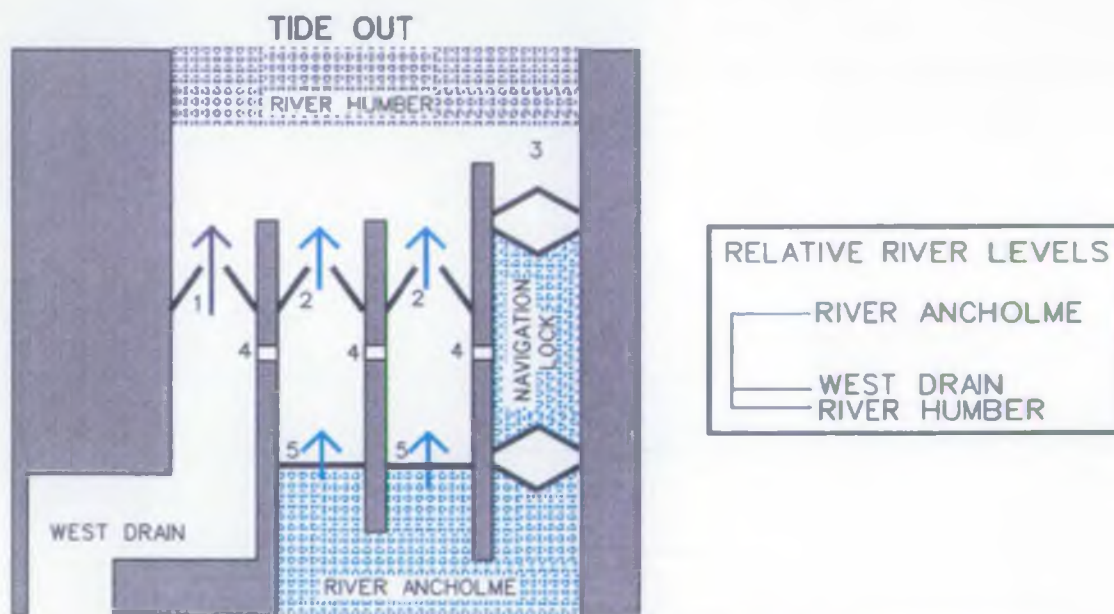 TIDE OUT
RIVER HUMBER
3
1
2
2
4
4
4
NAVIGATION
LOCK
5
5
WEST DRAIN
RIVER ANCHOLME
RELATIVE RIVER LEVELS
RIVER ANCHOLME
WEST DRAIN
RIVER HUMBER